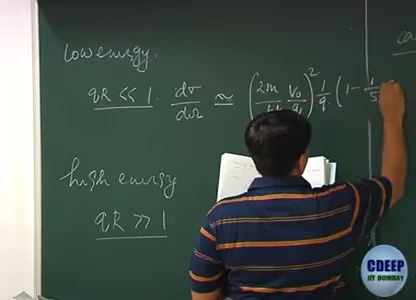 low energy.
qR << 1. dσ/dΩ ≃ (2m/ V₀/q)² 1/q (1 - 1/5
high energy
qR >> 1
ca
CDEEP
IIT BOMBAY